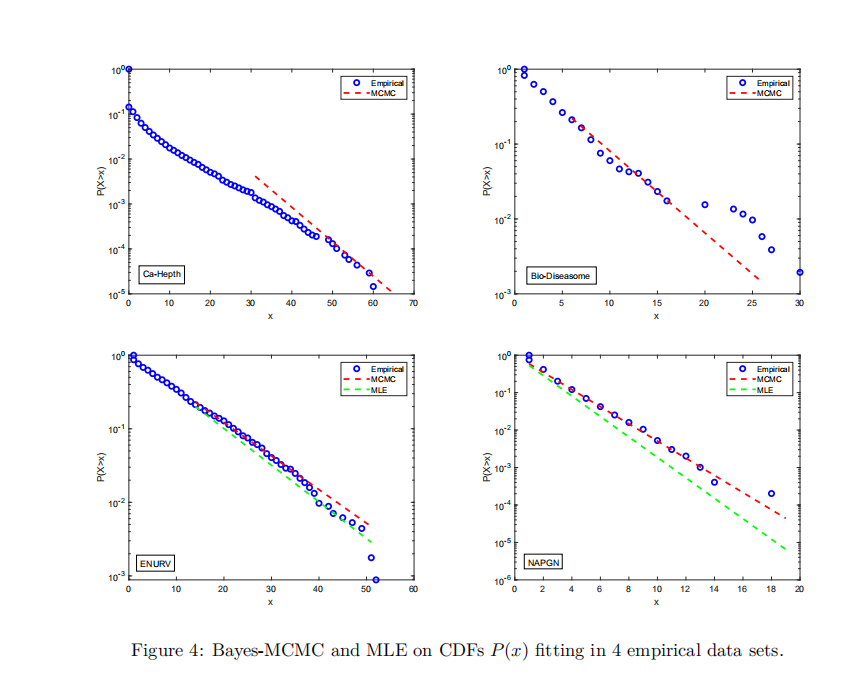 10^0
10^-1
10^-2
10^-3
10^-4
10^-5
P(X>x)
Empirical
MCMC
Ca-Hepth
0 10 20 30 40 50 60 70
x
10^0
10^-1
10^-2
10^-3
P(X>x)
Empirical
MCMC
Bio-Diseasome
0 5 10 15 20 25 30
x
10^0
10^-1
10^-2
10^-3
P(X>x)
Empirical
MCMC
MLE
ENURV
0 10 20 30 40 50 60
x
10^0
10^-1
10^-2
10^-3
10^-4
10^-5
10^-6
P(X>x)
Empirical
MCMC
MLE
NAPGN
0 2 4 6 8 10 12 14 16 18 20
x
Figure 4: Bayes-MCMC and MLE on CDFs P(x) fitting in 4 empirical data sets.